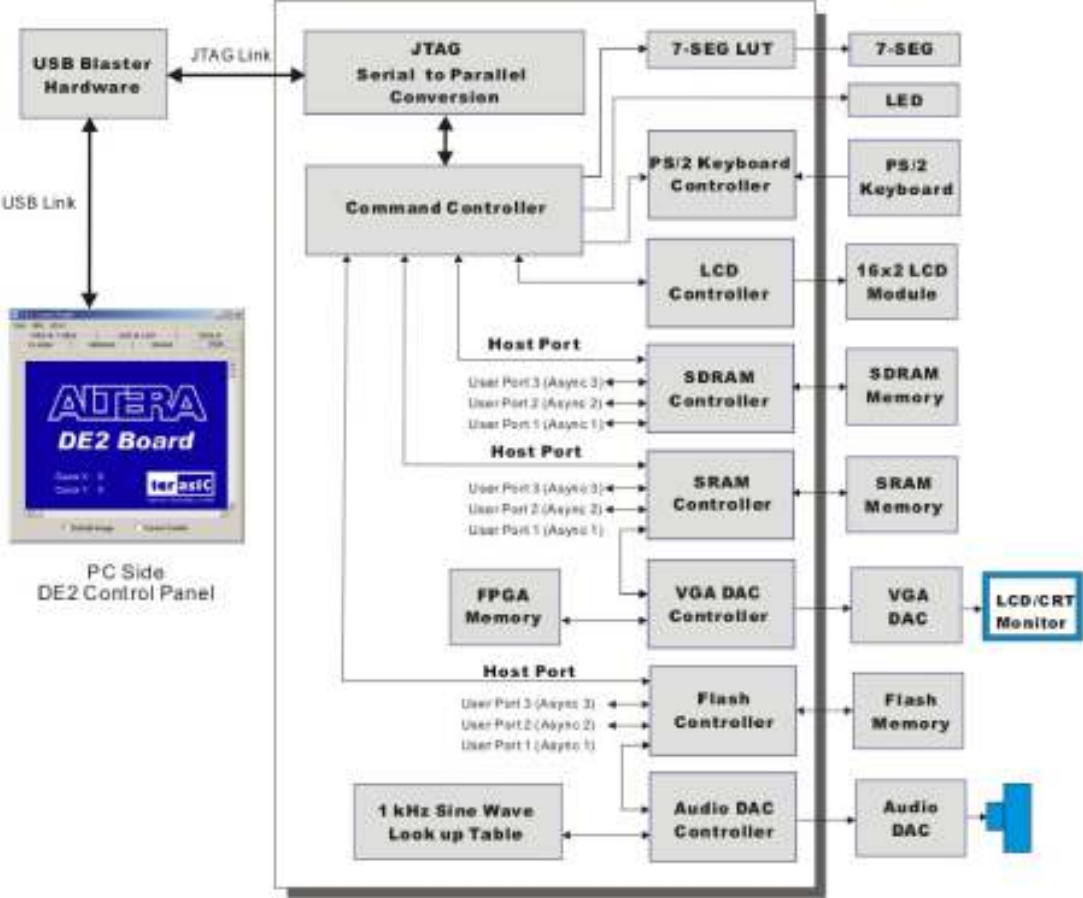 USB Blaster
Hardware
JTAG Link
JTAG
Serial to Parallel
Conversion
7-SEG LUT
7-SEG
LED
PS/2 Keyboard
Controller
PS/2
Keyboard
Command Controller
USB Link
LCD
Controller
16x2 LCD
Module
Host Port
User Port 3 (Async 3)
User Port 2 (Async 2)
User Port 1 (Async 1)
SDRAM
Controller
SDRAM
Memory
Host Port
User Port 3 (Async 3)
User Port 2 (Async 2)
User Port 1 (Async 1)
SRAM
Controller
SRAM
Memory
ALTERA
DE2 Board
terasIC
PC Side
DE2 Control Panel
FPGA
Memory
VGA DAC
Controller
VGA
DAC
LCD/CRT
Monitor
Host Port
User Port 3 (Async 3)
User Port 2 (Async 2)
User Port 1 (Async 1)
Flash
Controller
Flash
Memory
1 kHz Sine Wave
Look up Table
Audio DAC
Controller
Audio
DAC